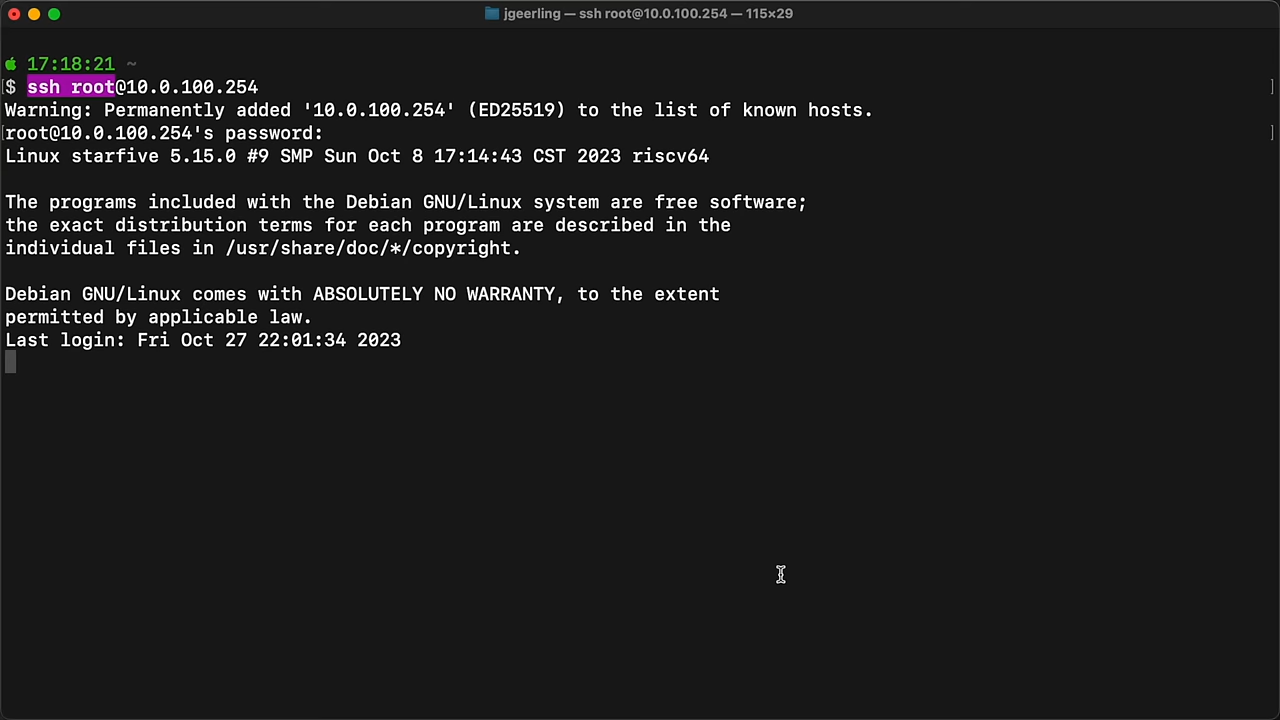 jgeerling — ssh root@10.0.100.254 — 115×29
17:18:21 ~
$ ssh root@10.0.100.254
Warning: Permanently added '10.0.100.254' (ED25519) to the list of known hosts.
root@10.0.100.254's password:
Linux starfive 5.15.0 #9 SMP Sun Oct 8 17:14:43 CST 2023 riscv64
The programs included with the Debian GNU/Linux system are free software;
the exact distribution terms for each program are described in the
individual files in /usr/share/doc/*/copyright.
Debian GNU/Linux comes with ABSOLUTELY NO WARRANTY, to the extent
permitted by applicable law.
Last login: Fri Oct 27 22:01:34 2023